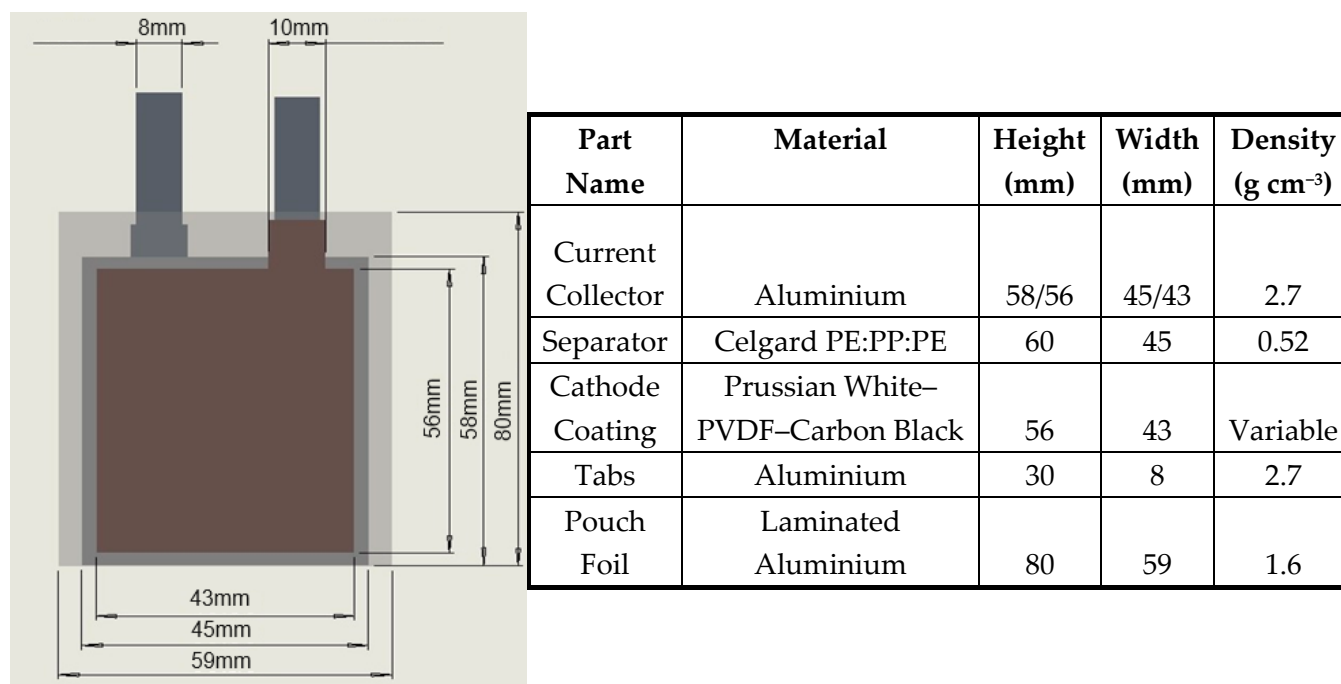 8mm
10mm
56mm
58mm
80mm
43mm
45mm
59mm
Part Name Material Height (mm) Width (mm) Density (g cm⁻³)
Current Collector Aluminium 58/56 45/43 2.7
Separator Celgard PE:PP:PE 60 45 0.52
Cathode Coating Prussian White–PVDF–Carbon Black 56 43 Variable
Tabs Aluminium 30 8 2.7
Pouch Foil Laminated Aluminium 80 59 1.6